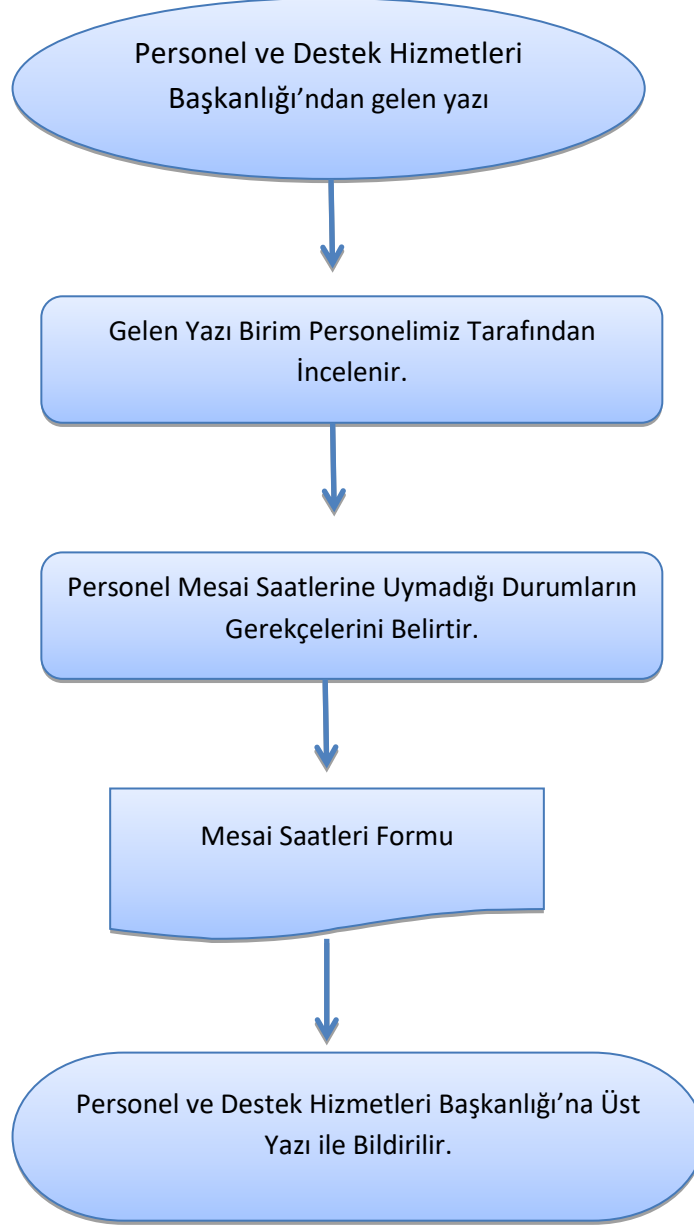 Personel ve Destek Hizmetleri
Başkanlığı’ndan gelen yazı
Gelen Yazı Birim Personelimiz Tarafından
İncelenir.
Personel Mesai Saatlerine Uymadığı Durumların
Gerekçelerini Belirtir.
Mesai Saatleri Formu
Personel ve Destek Hizmetleri Başkanlığı’na Üst
Yazı ile Bildirilir.